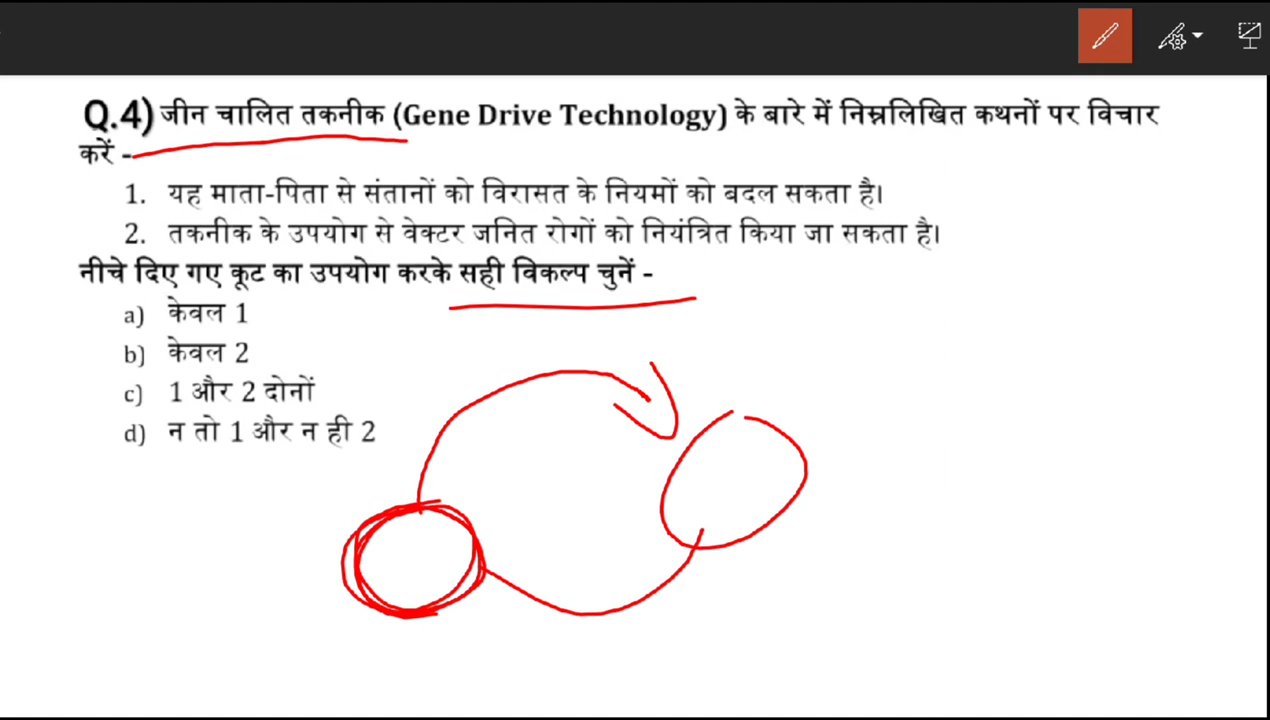 Q.4) जीन चालित तकनीक (Gene Drive Technology) के बारे में निम्नलिखित कथनों पर विचार
करें -
1. यह माता-पिता से संतानों को विरासत के नियमों को बदल सकता है।
2. तकनीक के उपयोग से वेक्टर जनित रोगों को नियंत्रित किया जा सकता है।
नीचे दिए गए कूट का उपयोग करके सही विकल्प चुनें -
a) केवल 1
b) केवल 2
c) 1 और 2 दोनों
d) न तो 1 और न ही 2